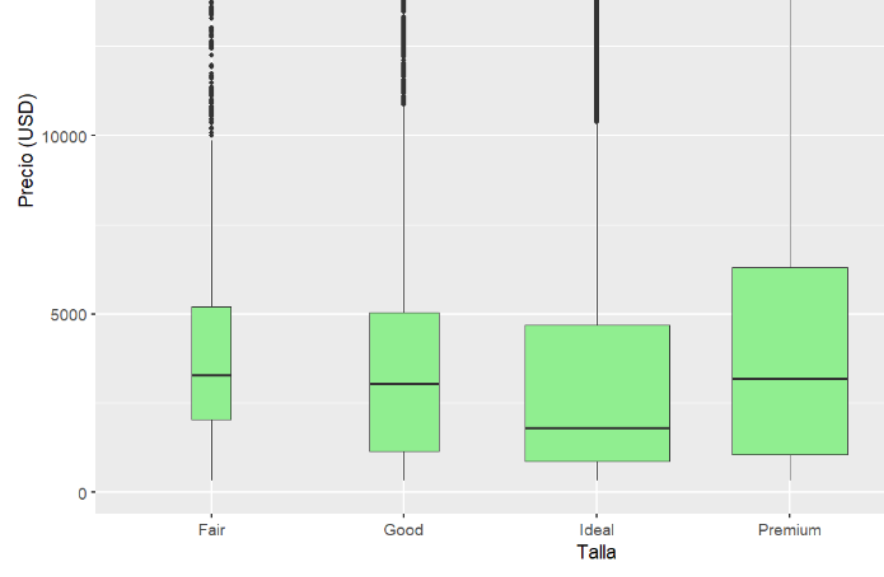 Precio (USD)
10000
5000
0
Fair Good Ideal Premium
Talla